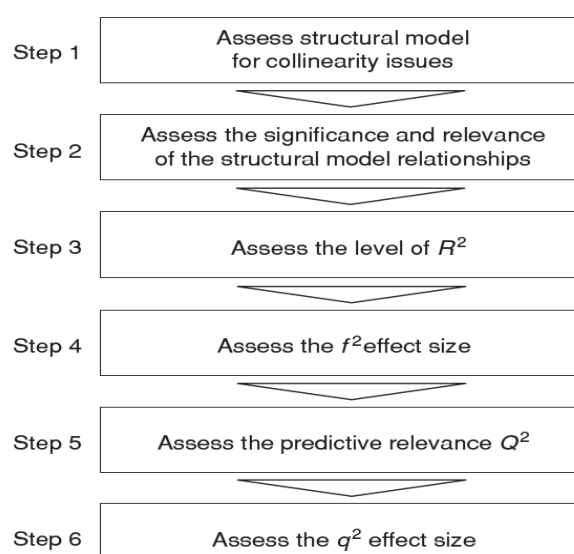 Step 1
Assess structural model
for collinearity issues
Step 2
Assess the significance and relevance
of the structural model relationships
Step 3
Assess the level of R²
Step 4
Assess the f² effect size
Step 5
Assess the predictive relevance Q²
Step 6
Assess the q² effect size